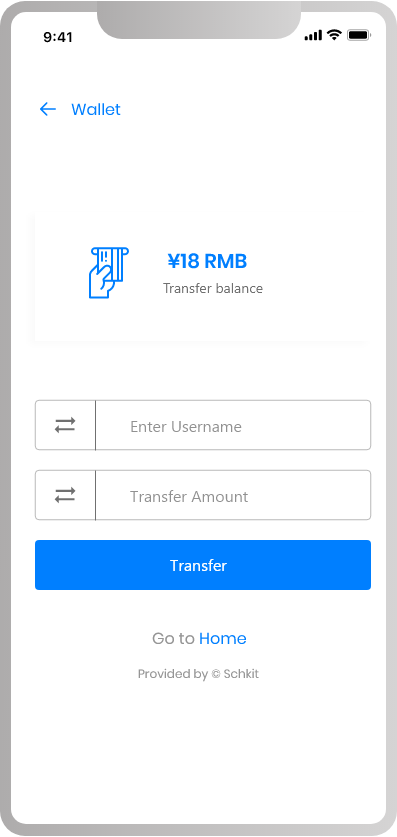 9:41
Wallet
¥18 RMB
Transfer balance
Enter Username
Transfer Amount
Transfer
Go to Home
Provided by © Schkit